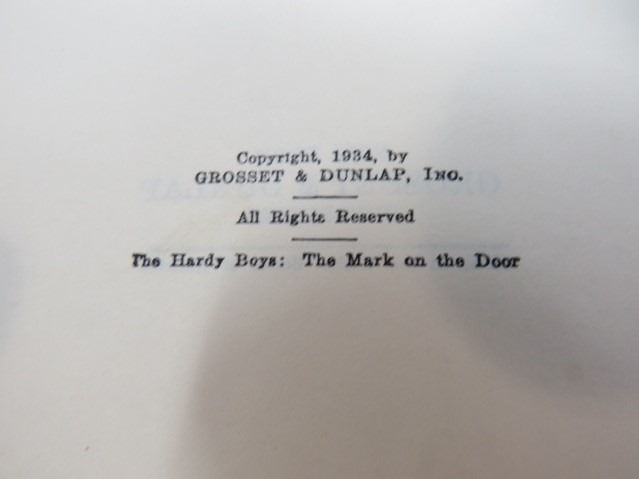 Copyright, 1934, by
GROSSET & DUNLAP, INC.
All Rights Reserved
The Hardy Boys: The Mark on the Door